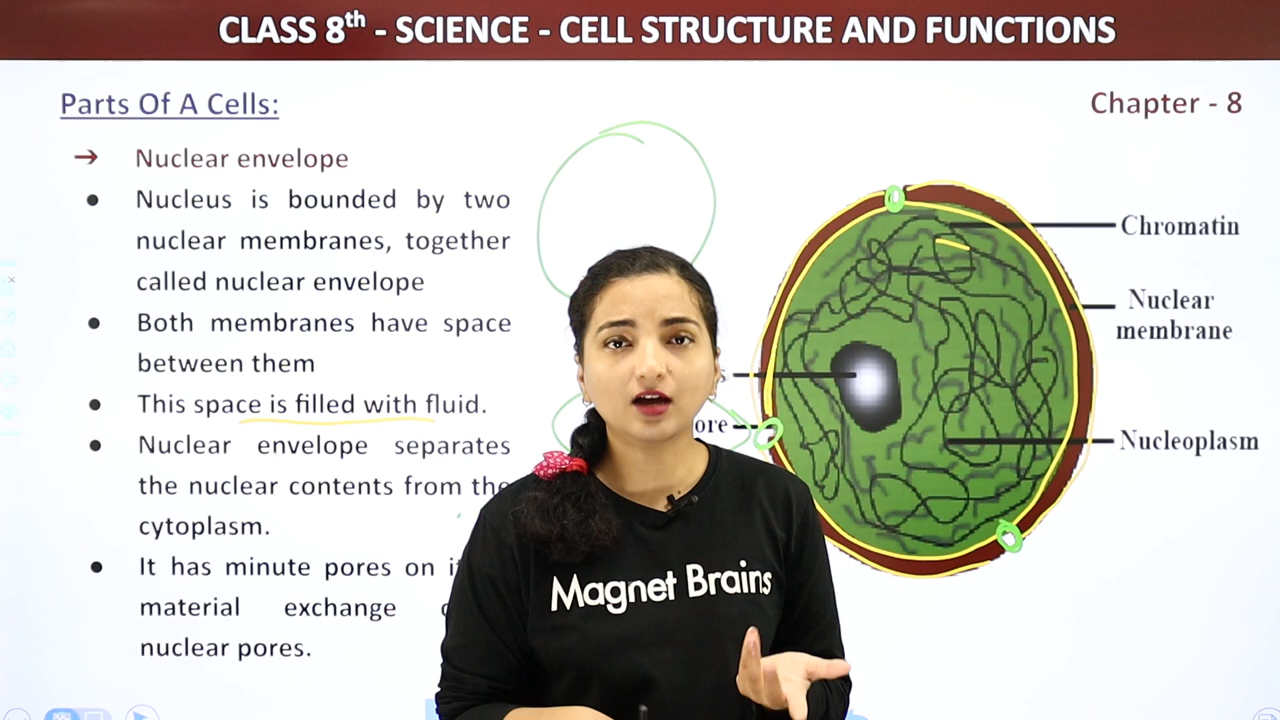 CLASS 8th - SCIENCE - CELL STRUCTURE AND FUNCTIONS
Parts Of A Cells:
Chapter - 8
➔ Nuclear envelope
● Nucleus is bounded by two
nuclear membranes, together
called nuclear envelope
● Both membranes have space
between them
● This space is filled with fluid.
● Nuclear envelope separates
the nuclear contents from the
cytoplasm.
● It has minute pores on
material exchange
nuclear pores.
Chromatin
Nuclear
membrane
Nucleoplasm
Magnet Brains